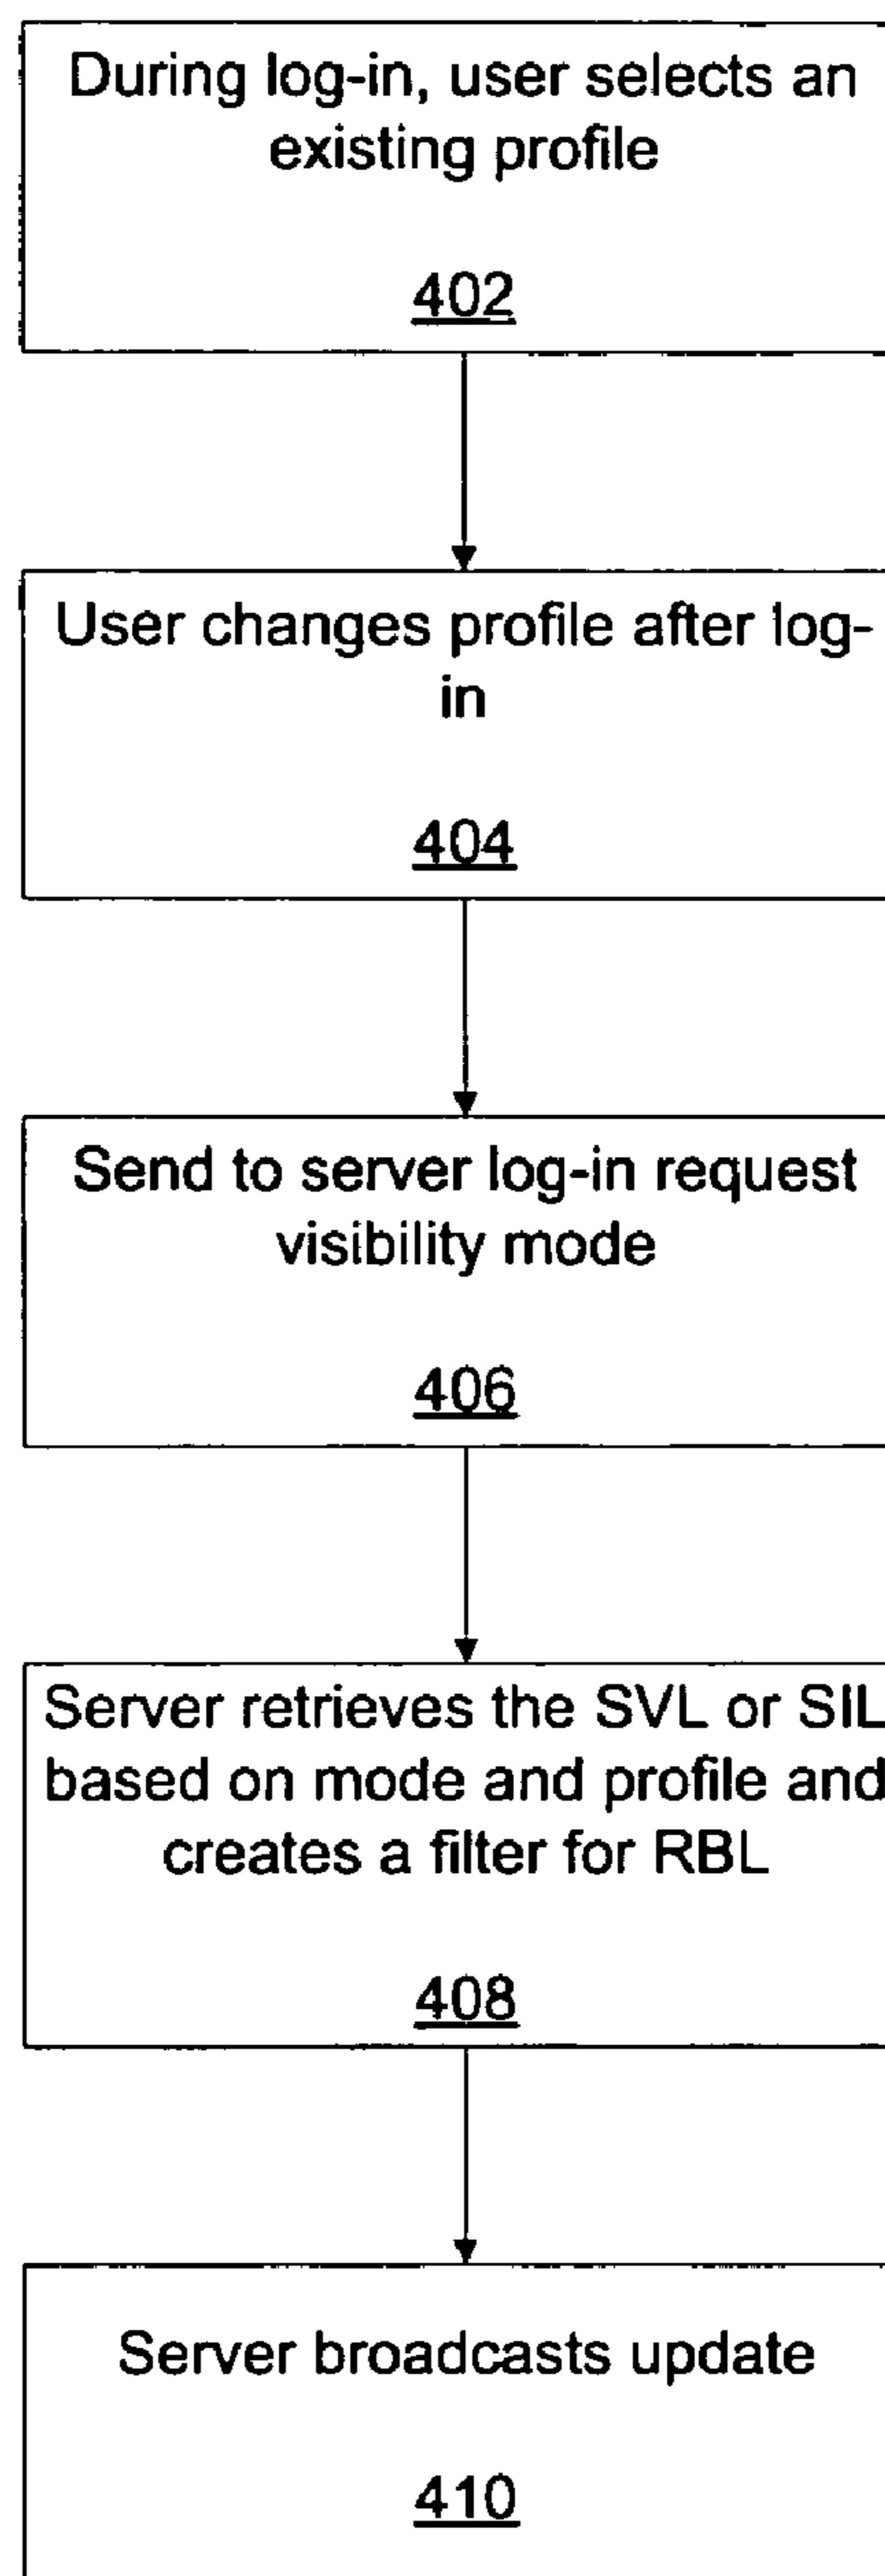 During log-in, user selects an
existing profile
402
User changes profile after log-
in
404
Send to server log-in request
visibility mode
406
Server retrieves the SVL or SIL
based on mode and profile and
creates a filter for RBL
408
Server broadcasts update
410